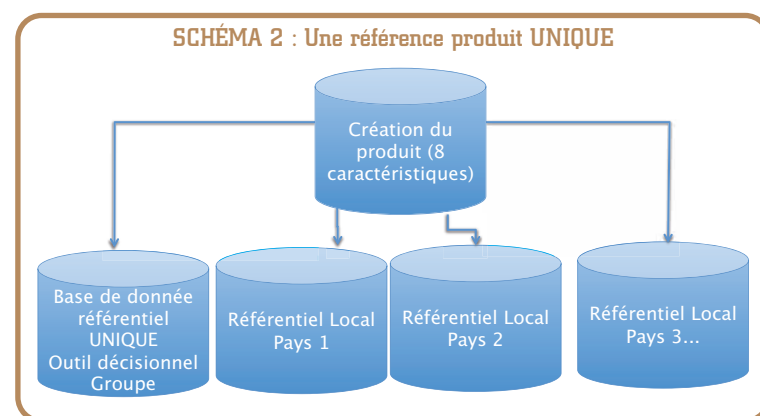 SCHÉMA 2 : Une référence produit UNIQUE
Création du
produit (8
caractéristiques)
Base de donnée
référentiel
UNIQUE
Outil décisionnel
Groupe
Référentiel Local
Pays 1
Référentiel Local
Pays 2
Référentiel Local
Pays 3...